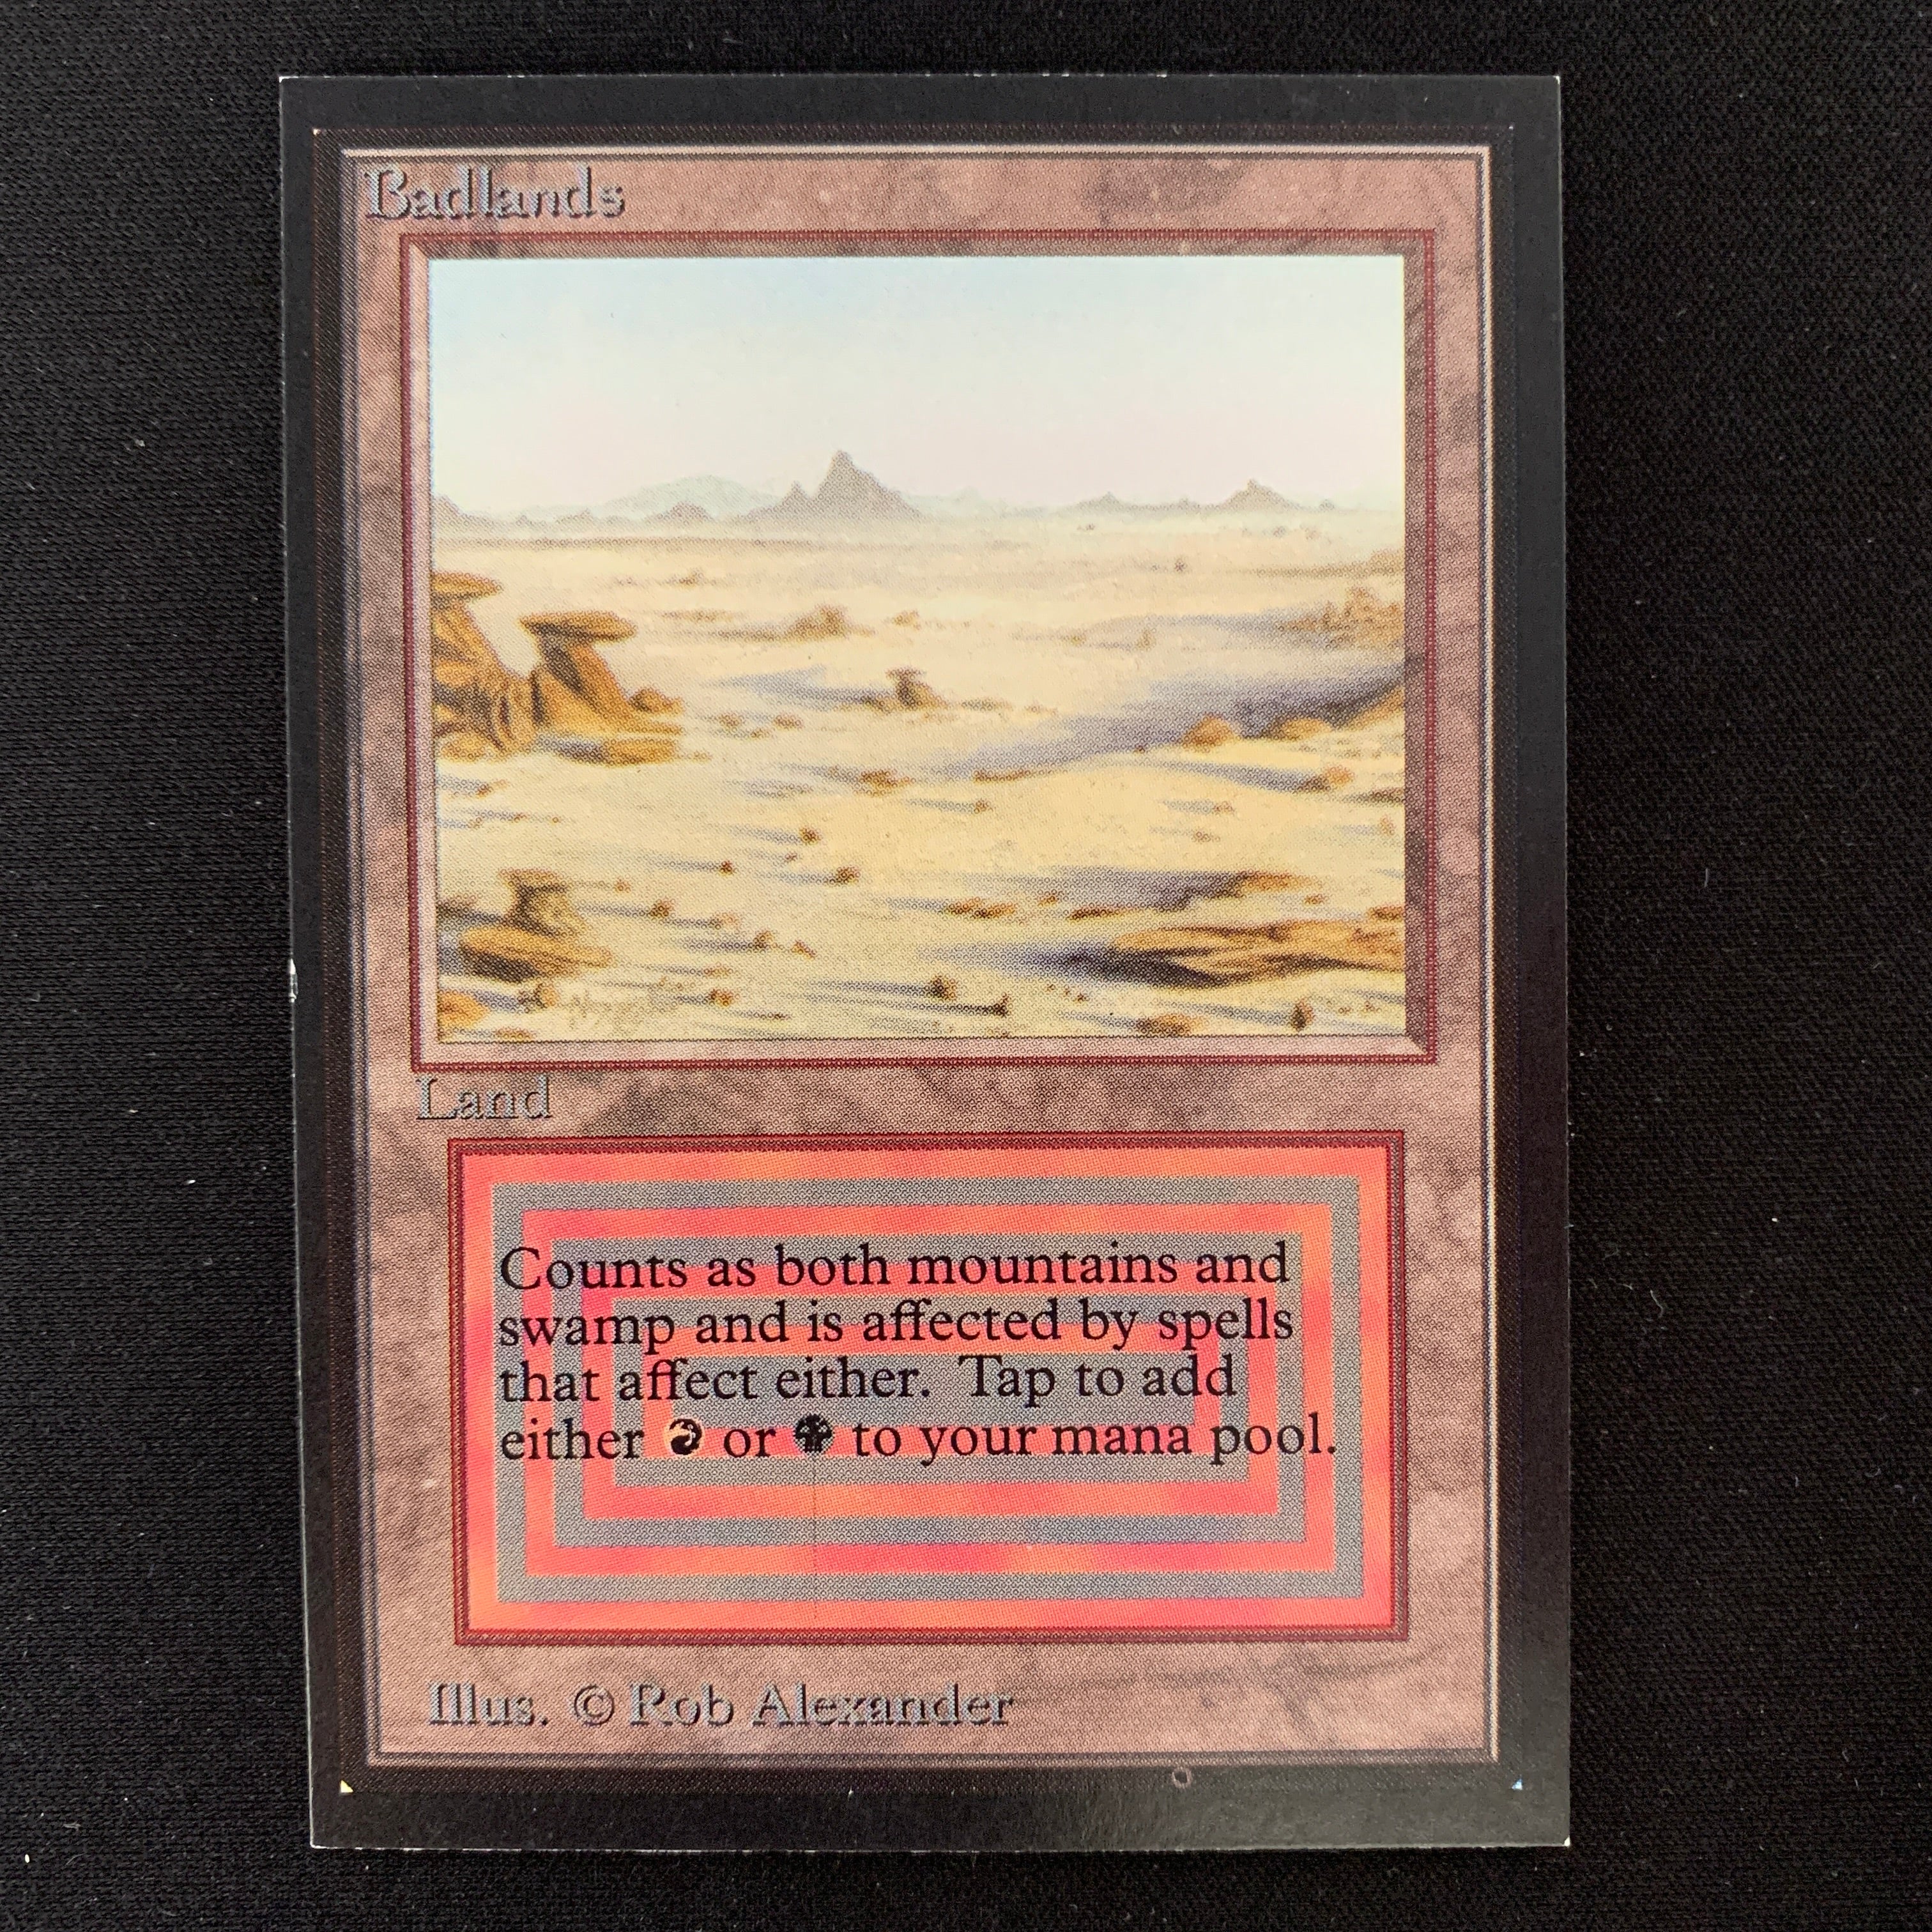 Badlands
Land
Counts as both mountains and
swamp and is affected by spells
that affect either. Tap to add
either or to your mana pool.
Illus. © Rob Alexander